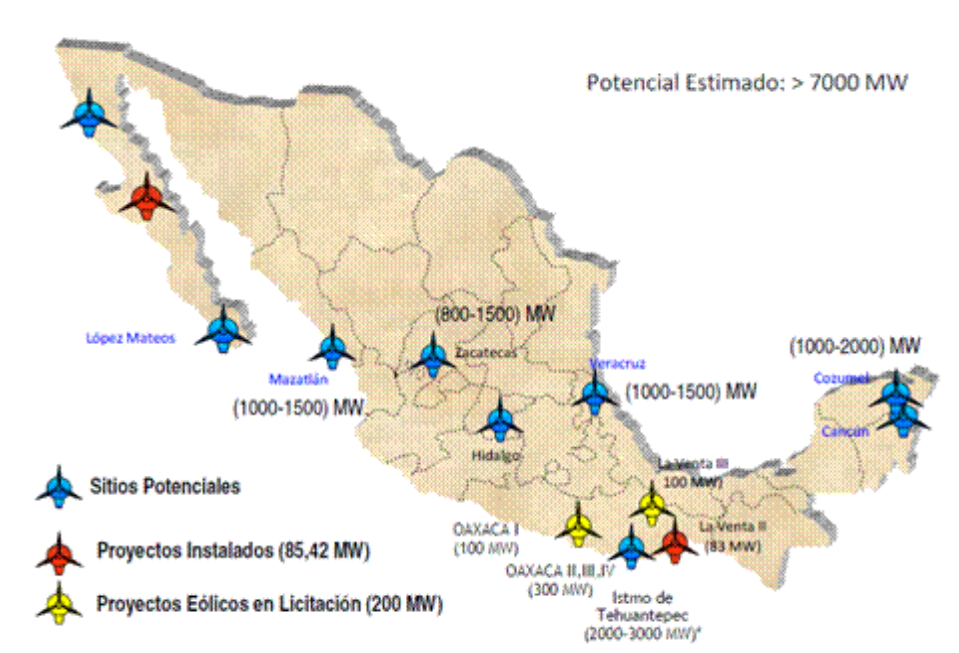 Potencial Estimado: > 7000 MW
(800-1500) MW
Zacatecas
López Mateos
Mazatlán
(1000-1500) MW
Veracruz
(1000-1500) MW
(1000-2000) MW
Cozumel
Cancún
Hidalgo
La Venta III
100 MW)
La Venta II
(83 MW)
OAXACA I
(100 MW)
OAXACA II,III,IV
(300 MW)
Istmo de
Tehuantepec
(2000-3000 MW)*
Sitios Potenciales
Proyectos Instalados (85,42 MW)
Proyectos Eólicos en Licitación (200 MW)